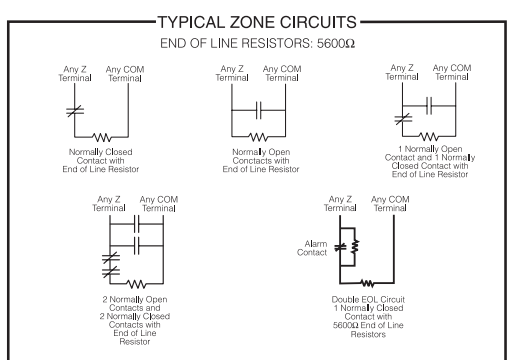 TYPICAL ZONE CIRCUITS
END OF LINE RESISTORS: 5600Ω
Any Z
Terminal
Any COM
Terminal
Normally Closed
Contact with
End of Line Resistor
Any Z
Terminal
Any COM
Terminal
Normally Open
Conctacts with
End of Line Resistor
Any Z
Terminal
Any COM
Terminal
1 Normally Open
Contact and 1 Normally
Closed Contact with
End of Line Resistor
Any Z
Terminal
Any COM
Terminal
2 Normally Open
Contacts and
2 Normally Closed
Contacts with
End of Line
Resistor
Any Z
Terminal
Any COM
Terminal
Alarm
Contact
Double EOL Circuit
1 Normally Closed
Contact with
5600Ω End of Line
Resistors